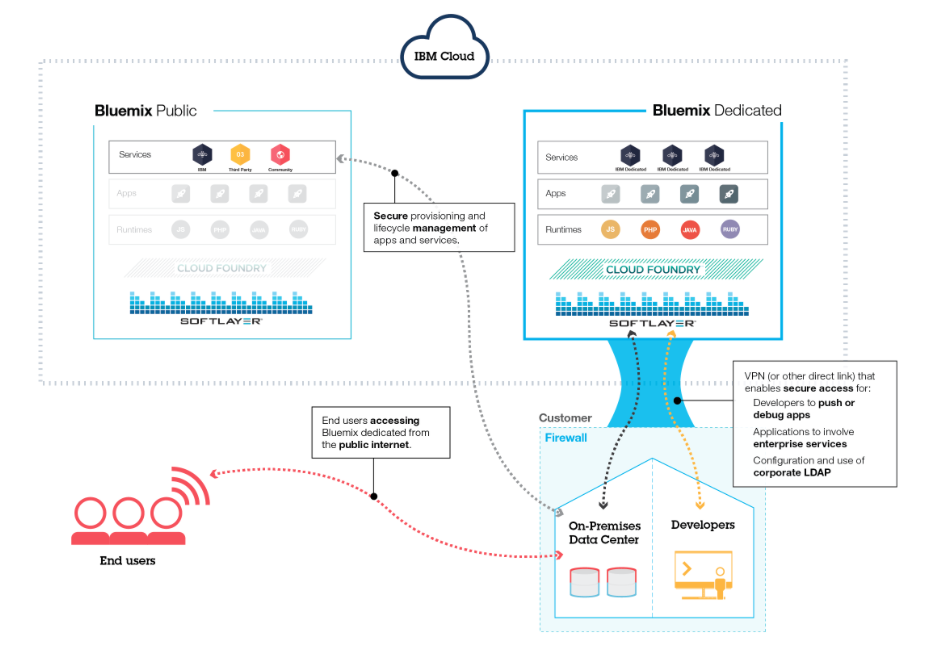 IBM Cloud
Bluemix Public
Services
IBM
Third Party
Community
Apps
Runtimes
JS
PHP
JAVA
RUBY
CLOUD FOUNDRY
SOFTLAYER
Bluemix Dedicated
Services
IBM Dedicated
IBM Dedicated
IBM Dedicated
Apps
Runtimes
JS
PHP
JAVA
RUBY
CLOUD FOUNDRY
SOFTLAYER
Secure provisioning and
lifecycle management of
apps and services.
VPN (or other direct link) that
enables secure access for:
Developers to push or
debug apps
Applications to involve
enterprise services
Configuration and use of
corporate LDAP
End users accessing
Bluemix dedicated from
the public internet.
Customer
Firewall
On-Premises
Data Center
Developers
End users